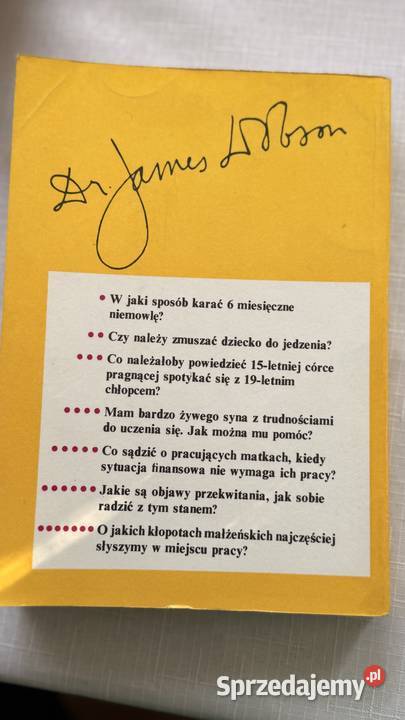 Dr. James Dobson
• W jaki sposób karać 6 miesięczne
niemowlę?
•• Czy należy zmuszać dziecko do jedzenia?
••• Co należałoby powiedzieć 15-letniej córce
pragnącej spotykać się z 19-letnim
chłopcem?
•••• Mam bardzo żywego syna z trudnościami
do uczenia się. Jak można mu pomóc?
••••• Co sądzić o pracujących matkach, kiedy
sytuacja finansowa nie wymaga ich pracy?
•••••• Jakie są objawy przekwitania, jak sobie
radzić z tym stanem?
••••••• O jakich kłopotach małżeńskich najczęściej
słyszymy w miejscu pracy?
Sprzedajemy.pl